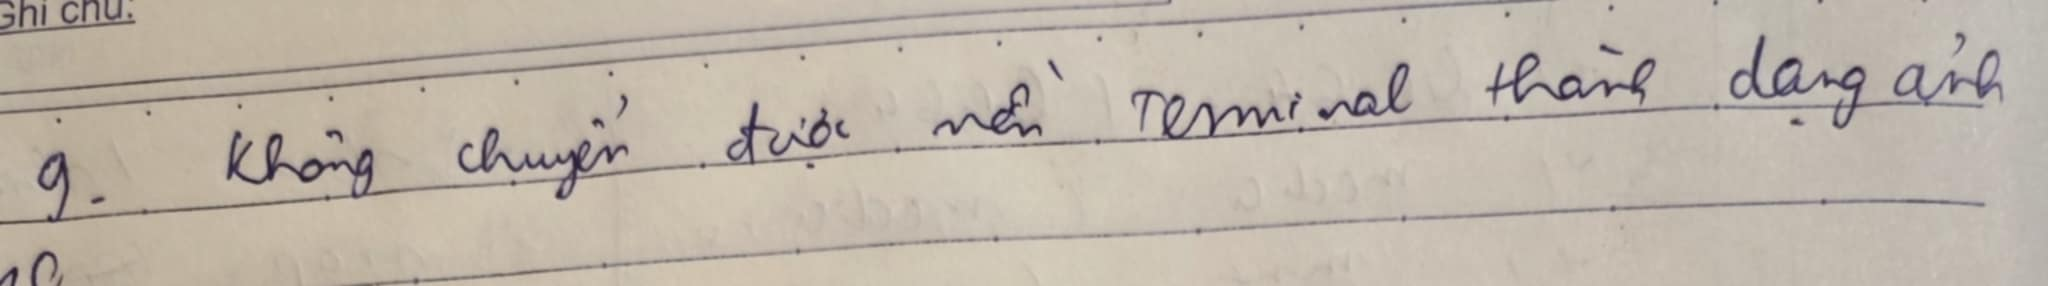 Ghi chú:
9. Không chuyển được nền Terminal thành dạng ảnh
10